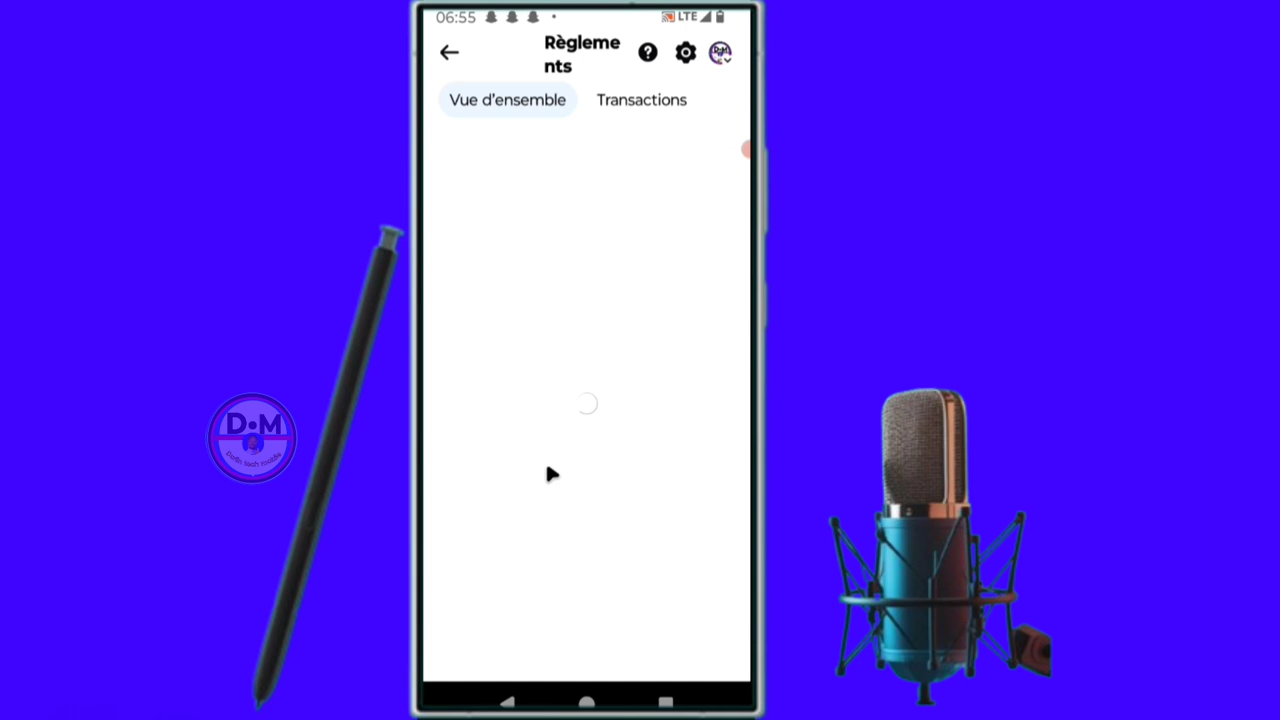 06:55
LTE
Règleme
nts
Vue d'ensemble
Transactions
D•M